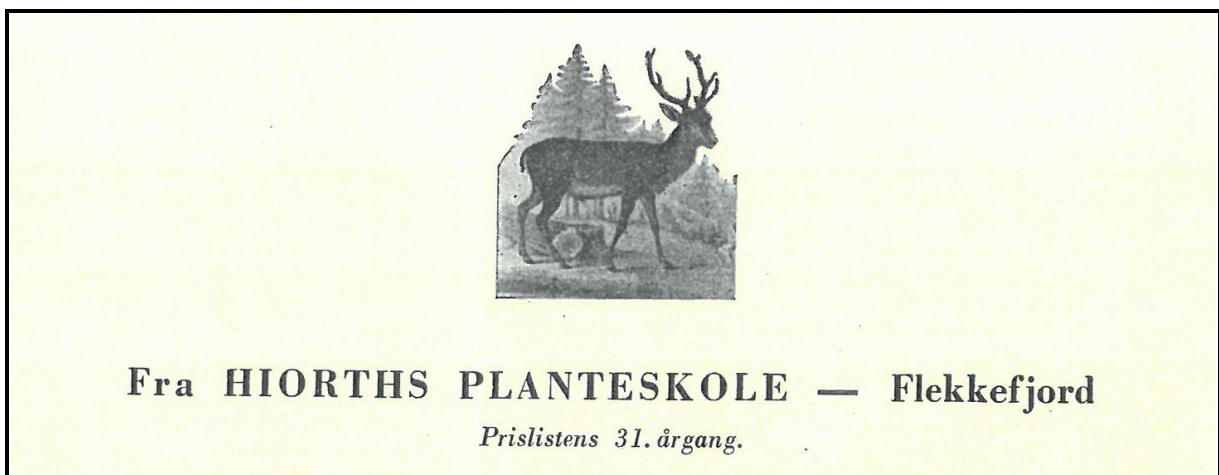 Fra HIORTHS PLANTESKOLE — Flekkefjord
Prislistens 31. årgang.